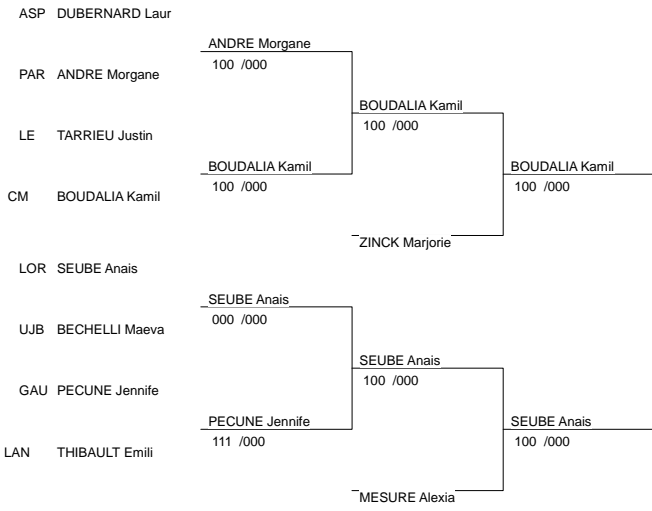 ASP DUBERNARD Laur
ANDRE Morgane
100 /000
PAR ANDRE Morgane
BOUDALIA Kamil
100 /000
LE TARRIEU Justin
BOUDALIA Kamil
100 /000
BOUDALIA Kamil
100 /000
CM BOUDALIA Kamil
ZINCK Marjorie
LOR SEUBE Anais
SEUBE Anais
000 /000
UJB BECHELLI Maeva
SEUBE Anais
100 /000
GAU PECUNE Jennife
PECUNE Jennife
111 /000
SEUBE Anais
100 /000
LAN THIBAULT Emili
MESURE Alexia